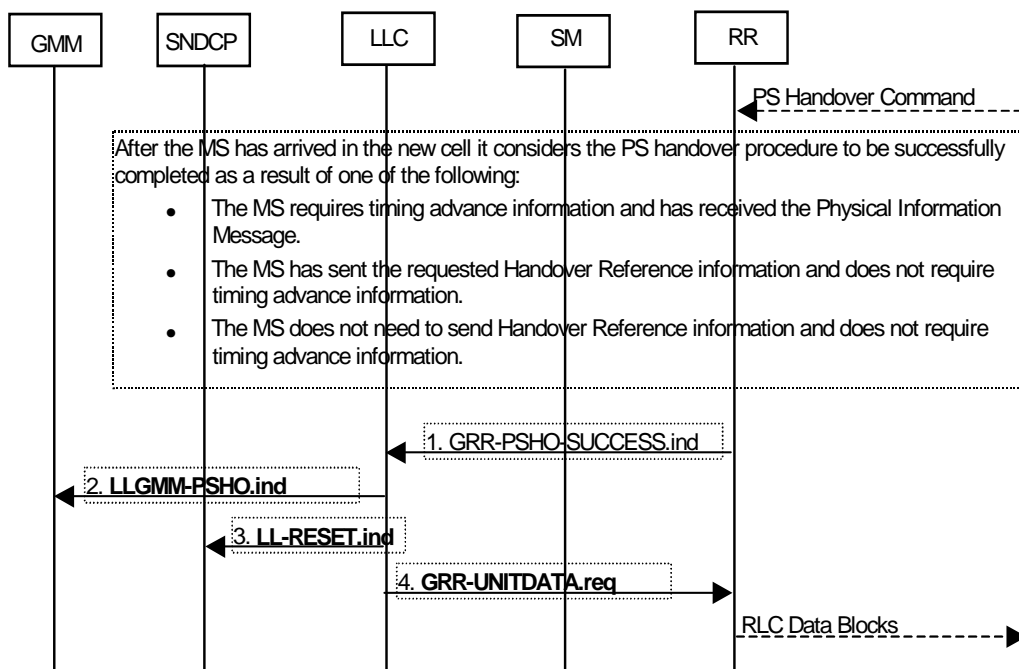 GMM
SNDCP
LLC
SM
RR
PS Handover Command
After the MS has arrived in the new cell it considers the PS handover procedure to be successfully
completed as a result of one of the following:
• The MS requires timing advance information and has received the Physical Information
Message.
• The MS has sent the requested Handover Reference information and does not require
timing advance information.
• The MS does not need to send Handover Reference information and does not require
timing advance information.
1. GRR-PSHO-SUCCESS.ind
2. LLGMM-PSHO.ind
3. LL-RESET.ind
4. GRR-UNITDATA.req
RLC Data Blocks